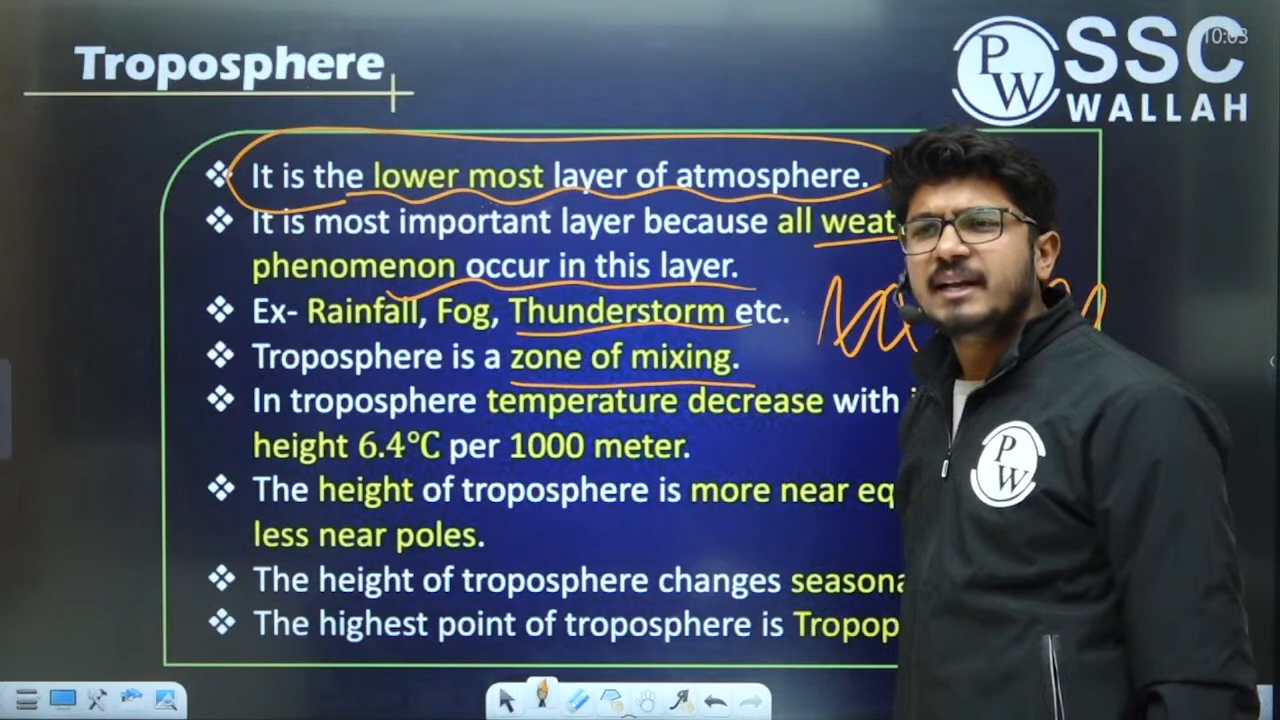 Troposphere
PW
SSC
WALLAH
10:03
❖ It is the lower most layer of atmosphere.
❖ It is most important layer because all weat
phenomenon occur in this layer.
❖ Ex- Rainfall, Fog, Thunderstorm etc.
❖ Troposphere is a zone of mixing.
❖ In troposphere temperature decrease with
height 6.4°C per 1000 meter.
❖ The height of troposphere is more near eq
less near poles.
❖ The height of troposphere changes seasona
❖ The highest point of troposphere is Tropop
PW